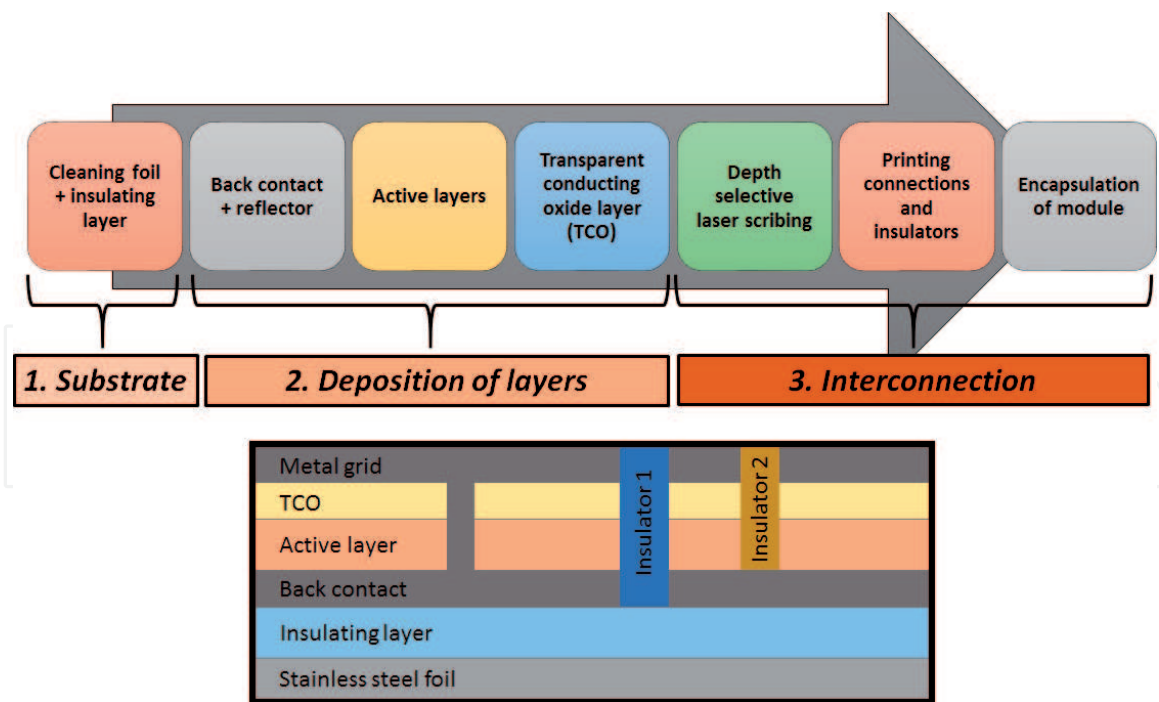 Cleaning foil
+ insulating
layer
Back contact
+ reflector
Active layers
Transparent
conducting
oxide layer
(TCO)
Depth
selective
laser scribing
Printing
connections
and
insulators
Encapsulation
of module
1. Substrate
2. Deposition of layers
3. Interconnection
Metal grid
TCO
Active layer
Back contact
Insulating layer
Stainless steel foil
Insulator 1
Insulator 2